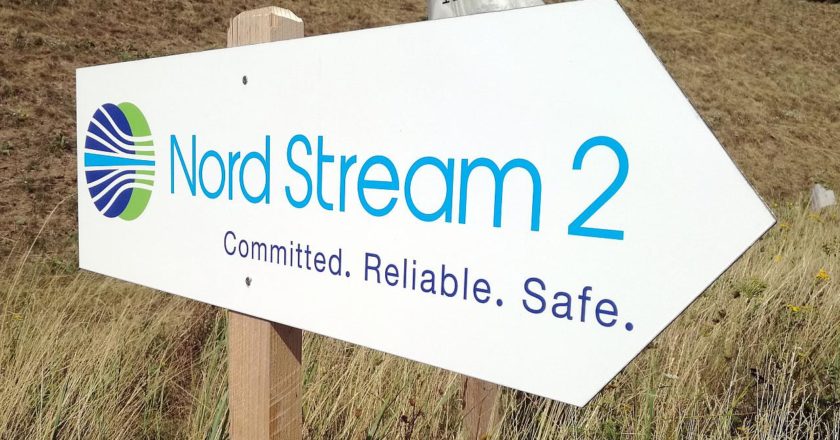 Nord Stream 2
Committed. Reliable. Safe.